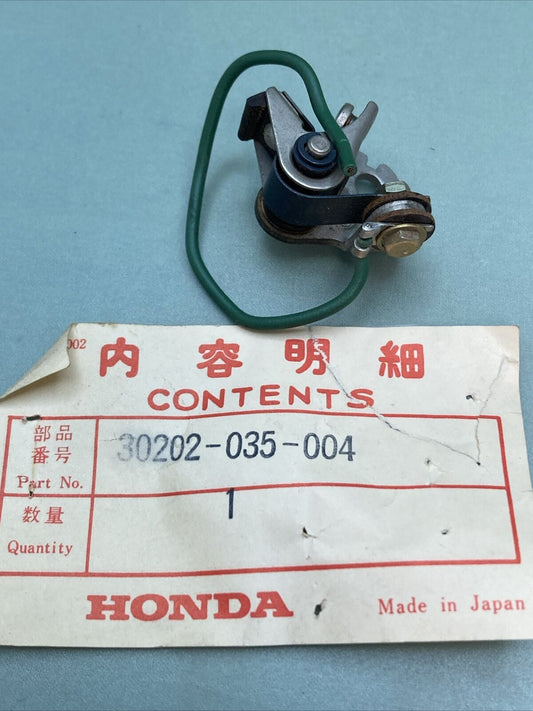 002
内容明細
CONTENTS
部品番号 30202-035-004
Part No.
数量 1
Quantity
HONDA Made in Japan